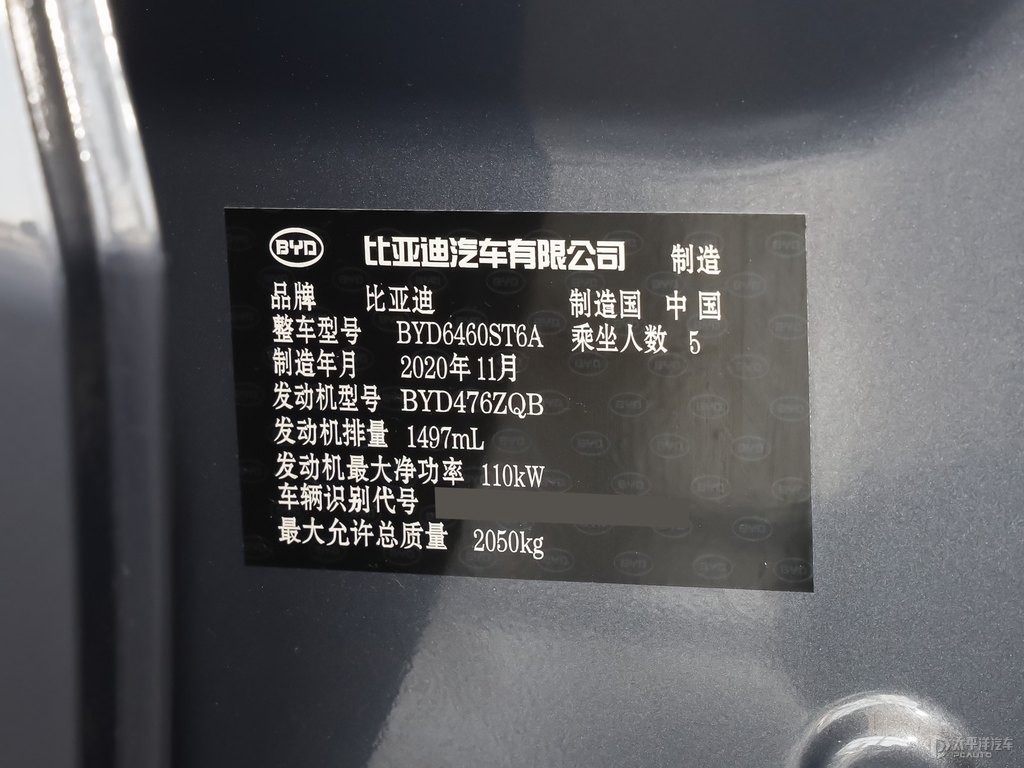 BYD 比亚迪汽车有限公司 制造
品牌 比亚迪 制造国 中国
整车型号 BYD6460ST6A 乘坐人数 5
制造年月 2020年11月
发动机型号 BYD476ZQB
发动机排量 1497mL
发动机最大净功率 110kW
车辆识别代号
最大允许总质量 2050kg
太平洋汽车
PCAUTO